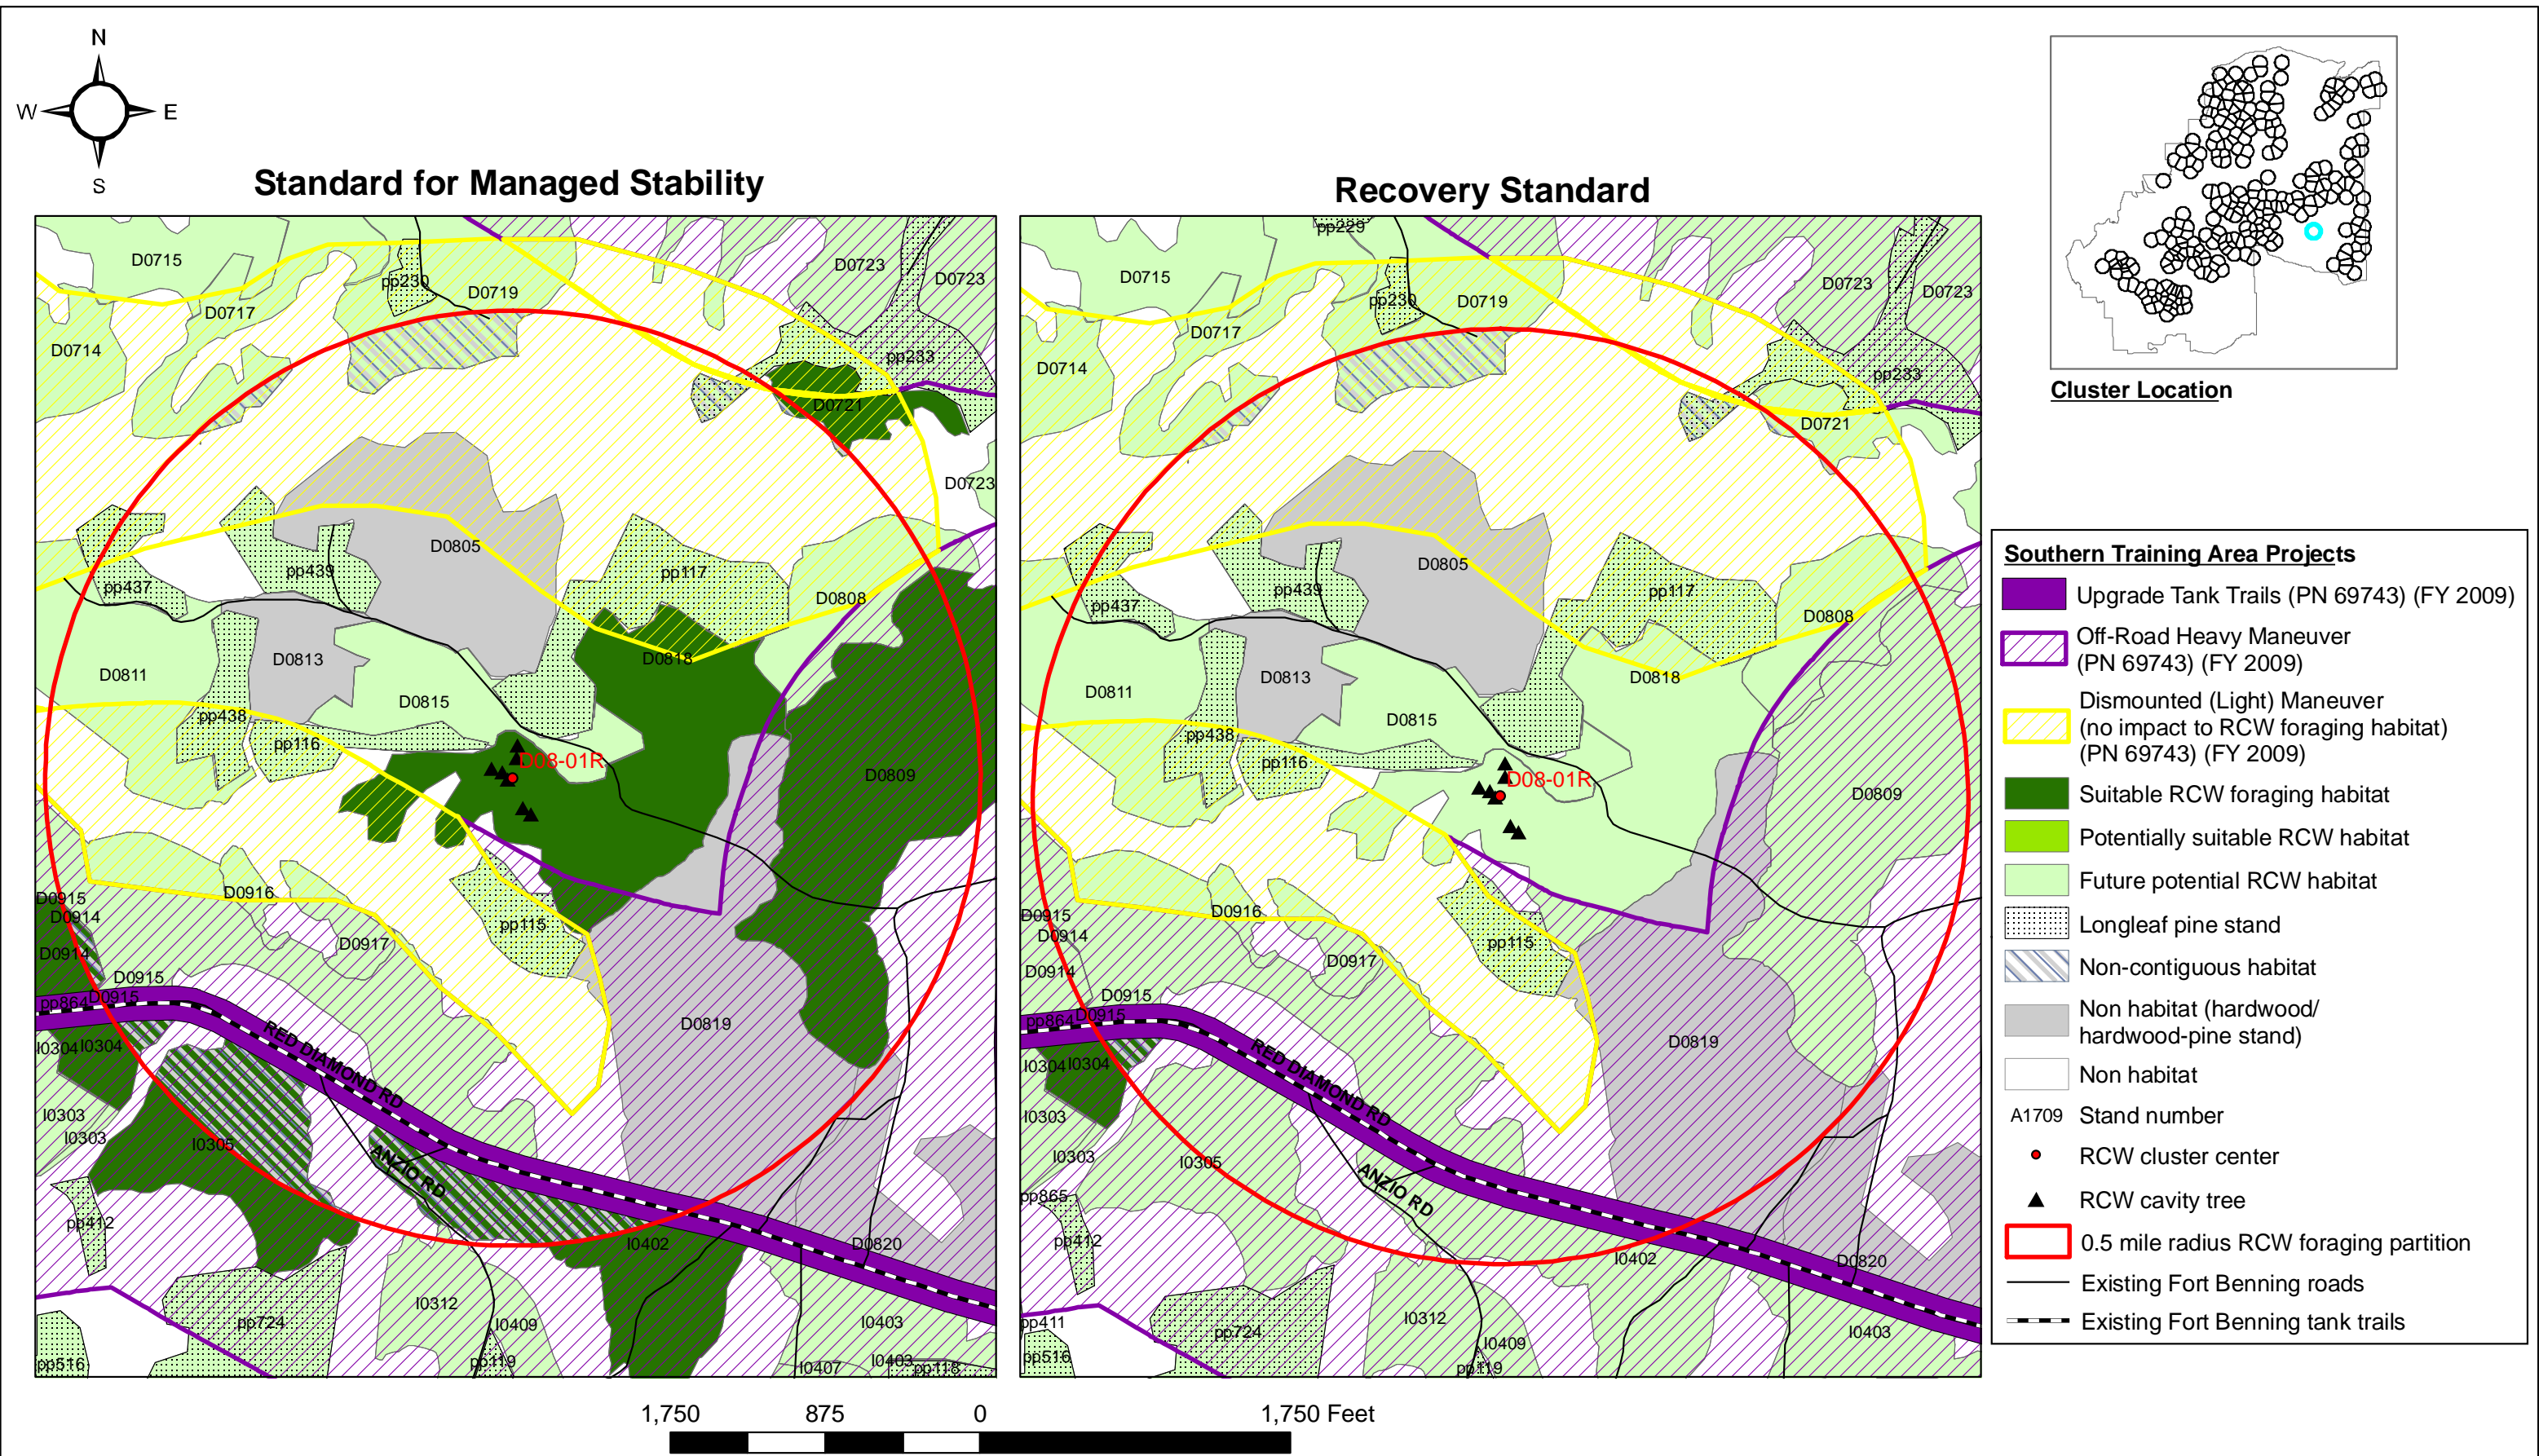 N
W
E
S
Standard for Managed Stability
Recovery Standard
D0715
pp230
D0719
D0723
D0723
D0717
D0714
pp233
D0721
D0723
D0805
pp437
pp439
pp117
D0808
D0811
D0813
D0818
D0815
pp438
pp116
D08-01R
D0809
D0916
D0915
D0914
pp115
D0917
D0914
D0915
pp864
D0915
D0819
RED DIAMOND RD
I0304
I0304
I0303
I0303
I0305
ANZIO RD
pp412
I0402
D0820
I0312
pp724
I0409
I0403
pp516
pp119
I0407
I0403
pp118
pp229
D0715
pp230
D0719
D0723
D0723
D0717
D0714
pp233
D0721
D0805
pp437
pp439
pp117
D0808
D0811
D0813
D0818
D0815
pp438
pp116
D08-01R
D0809
D0916
D0915
D0914
pp115
D0917
D0914
D0915
pp864
D0915
D0819
RED DIAMOND RD
I0304
I0304
I0303
I0303
I0305
ANZIO RD
pp865
pp412
I0402
D0820
pp411
I0312
pp724
I0409
I0403
pp516
pp119
Cluster Location
Southern Training Area Projects
Upgrade Tank Trails (PN 69743) (FY 2009)
Off-Road Heavy Maneuver
(PN 69743) (FY 2009)
Dismounted (Light) Maneuver
(no impact to RCW foraging habitat)
(PN 69743) (FY 2009)
Suitable RCW foraging habitat
Potentially suitable RCW habitat
Future potential RCW habitat
Longleaf pine stand
Non-contiguous habitat
Non habitat (hardwood/
hardwood-pine stand)
Non habitat
A1709 Stand number
RCW cluster center
RCW cavity tree
0.5 mile radius RCW foraging partition
Existing Fort Benning roads
Existing Fort Benning tank trails
1,750 875 0 1,750 Feet